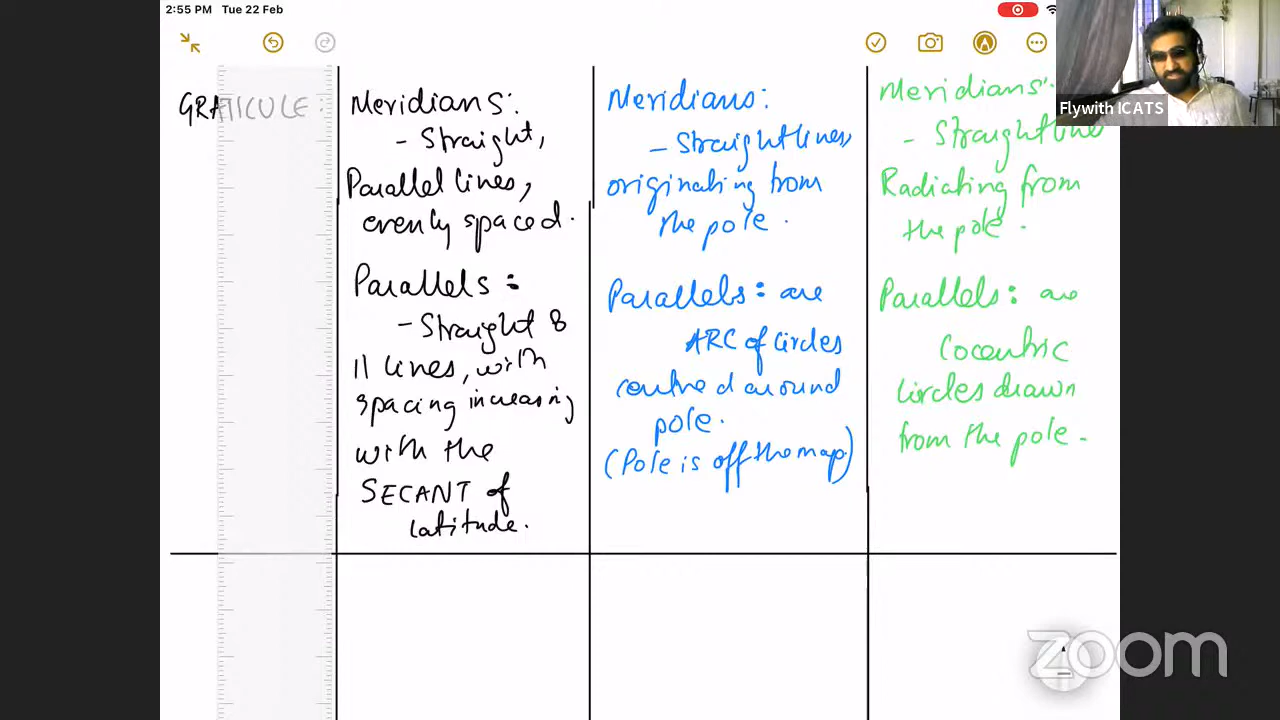 2:55 PM Tue 22 Feb
Flywith ICATS
GRATICULE:
Meridians:
- Straight,
Parallel lines,
evenly spaced.
Parallels:
- Straight &
11 lines, with
spacing increasing
with the
SECANT of
latitude.
Meridians:
- Straight lines,
originating from
the pole.
Parallels: are
ARC of Circles
centred around
pole.
(Pole is off the map)
Meridians:
- Straight lines
Radiating from
the pole.
Parallels: are
Cocentric
Circles drawn
from the pole.
zoom